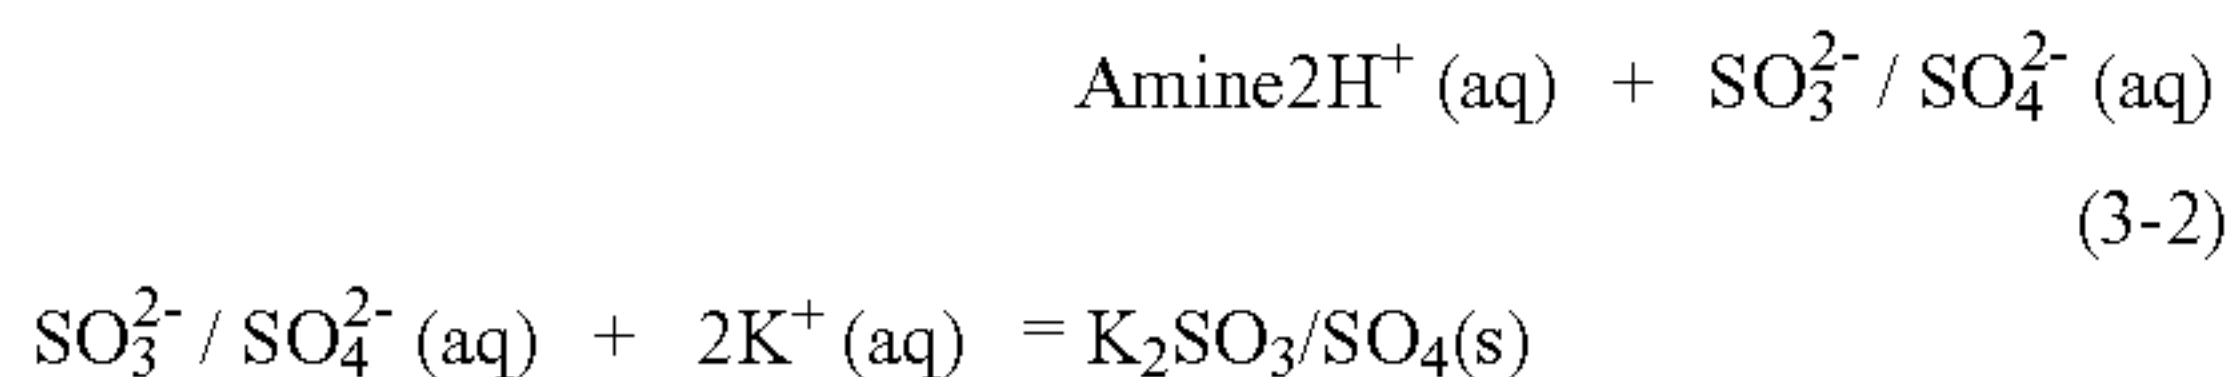 Amine2H⁺ (aq) + SO₃²⁻ / SO₄²⁻ (aq)
(3-2)
SO₃²⁻ / SO₄²⁻ (aq) + 2K⁺ (aq) = K₂SO₃/SO₄(s)